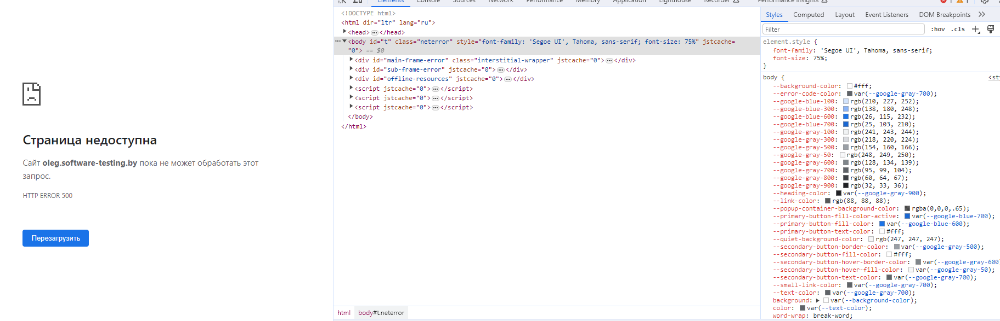 Elements Console Sources Network Performance Memory Application Lighthouse Recorder Performance insights 1 1
Страница недоступна
Сайт oleg.software-testing.by пока не может обработать этот
запрос.
HTTP ERROR 500
Перезагрузить
<!DOCTYPE html>
<html dir="ltr" lang="ru">
<head>…</head>
<body id="t" class="neterror" style="font-family: 'Segoe UI', Tahoma, sans-serif; font-size: 75%" jstcache=
"0"> == $0
<div id="main-frame-error" class="interstitial-wrapper" jstcache="0">…</div>
<div id="sub-frame-error" jstcache="0">…</div>
<div id="offline-resources" jstcache="0">…</div>
<script jstcache="0">…</script>
<script jstcache="0">…</script>
<script jstcache="0">…</script>
</body>
</html>
html body#t.neterror
Styles Computed Layout Event Listeners DOM Breakpoints
Filter :hov .cls
element.style {
font-family: 'Segoe UI', Tahoma, sans-serif;
font-size: 75%;
}
body { <sty
--background-color: #fff;
--error-code-color: var(--google-gray-700);
--google-blue-100: rgb(210, 227, 252);
--google-blue-300: rgb(138, 180, 248);
--google-blue-600: rgb(26, 115, 232);
--google-blue-700: rgb(25, 103, 210);
--google-gray-100: rgb(241, 243, 244);
--google-gray-300: rgb(218, 220, 224);
--google-gray-500: rgb(154, 160, 166);
--google-gray-50: rgb(248, 249, 250);
--google-gray-600: rgb(128, 134, 139);
--google-gray-700: rgb(95, 99, 104);
--google-gray-800: rgb(60, 64, 67);
--google-gray-900: rgb(32, 33, 36);
--heading-color: var(--google-gray-900);
--link-color: rgb(88, 88, 88);
--popup-container-background-color: rgba(0,0,0,.65);
--primary-button-fill-color-active: var(--google-blue-700);
--primary-button-fill-color: var(--google-blue-600);
--primary-button-text-color: #fff;
--quiet-background-color: rgb(247, 247, 247);
--secondary-button-border-color: var(--google-gray-500);
--secondary-button-fill-color: #fff;
--secondary-button-hover-border-color: var(--google-gray-600
--secondary-button-hover-fill-color: var(--google-gray-50);
--secondary-button-text-color: var(--google-gray-700);
--small-link-color: var(--google-gray-700);
--text-color: var(--google-gray-700);
background: var(--background-color);
color: var(--text-color);
word-wrap: break-word;